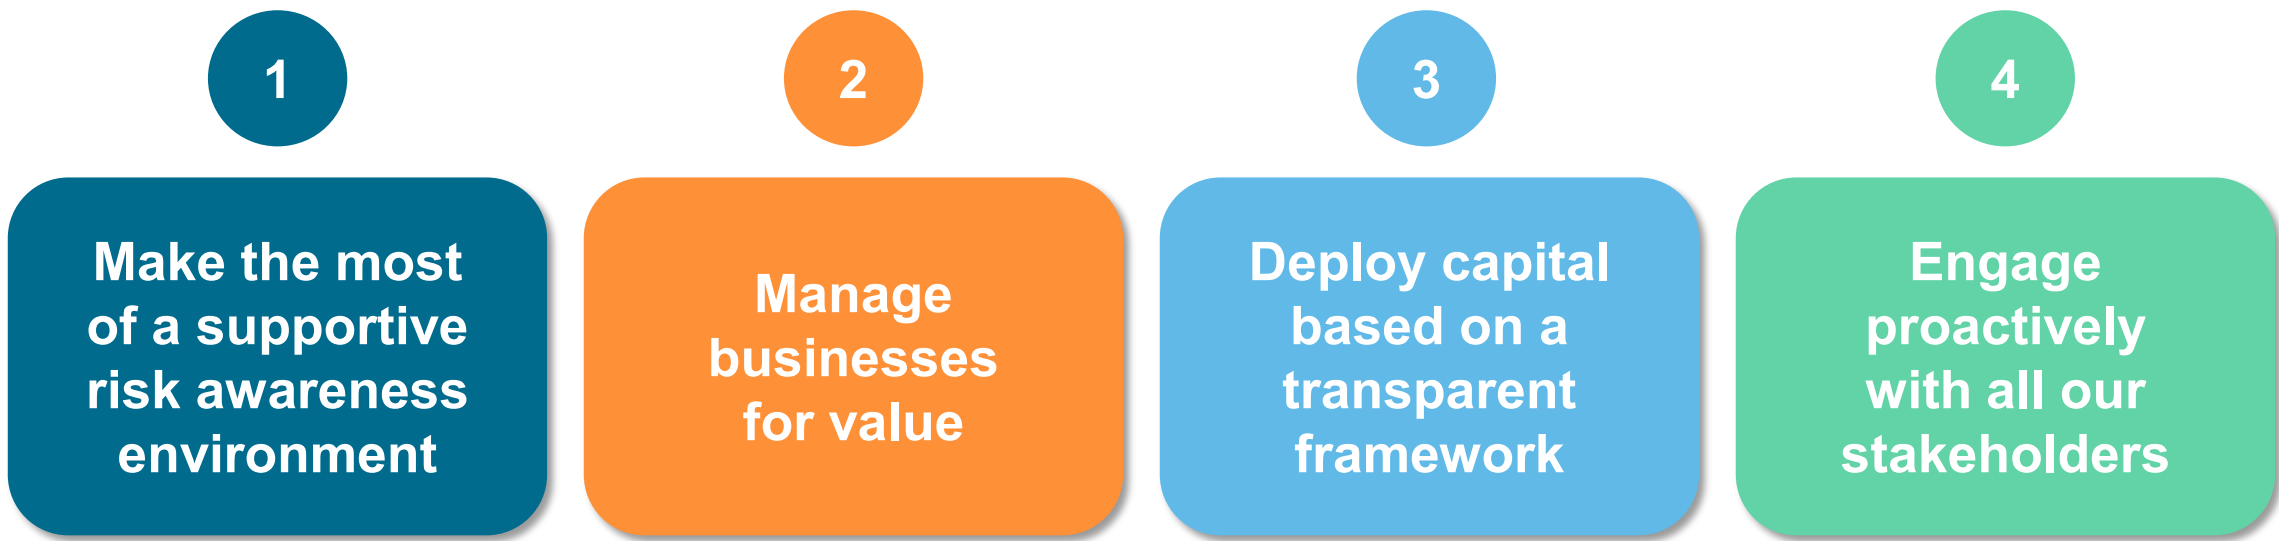 1
Make the most
of a supportive
risk awareness
environment
2
Manage
businesses
for value
3
Deploy capital
based on a
transparent
framework
4
Engage
proactively
with all our
stakeholders